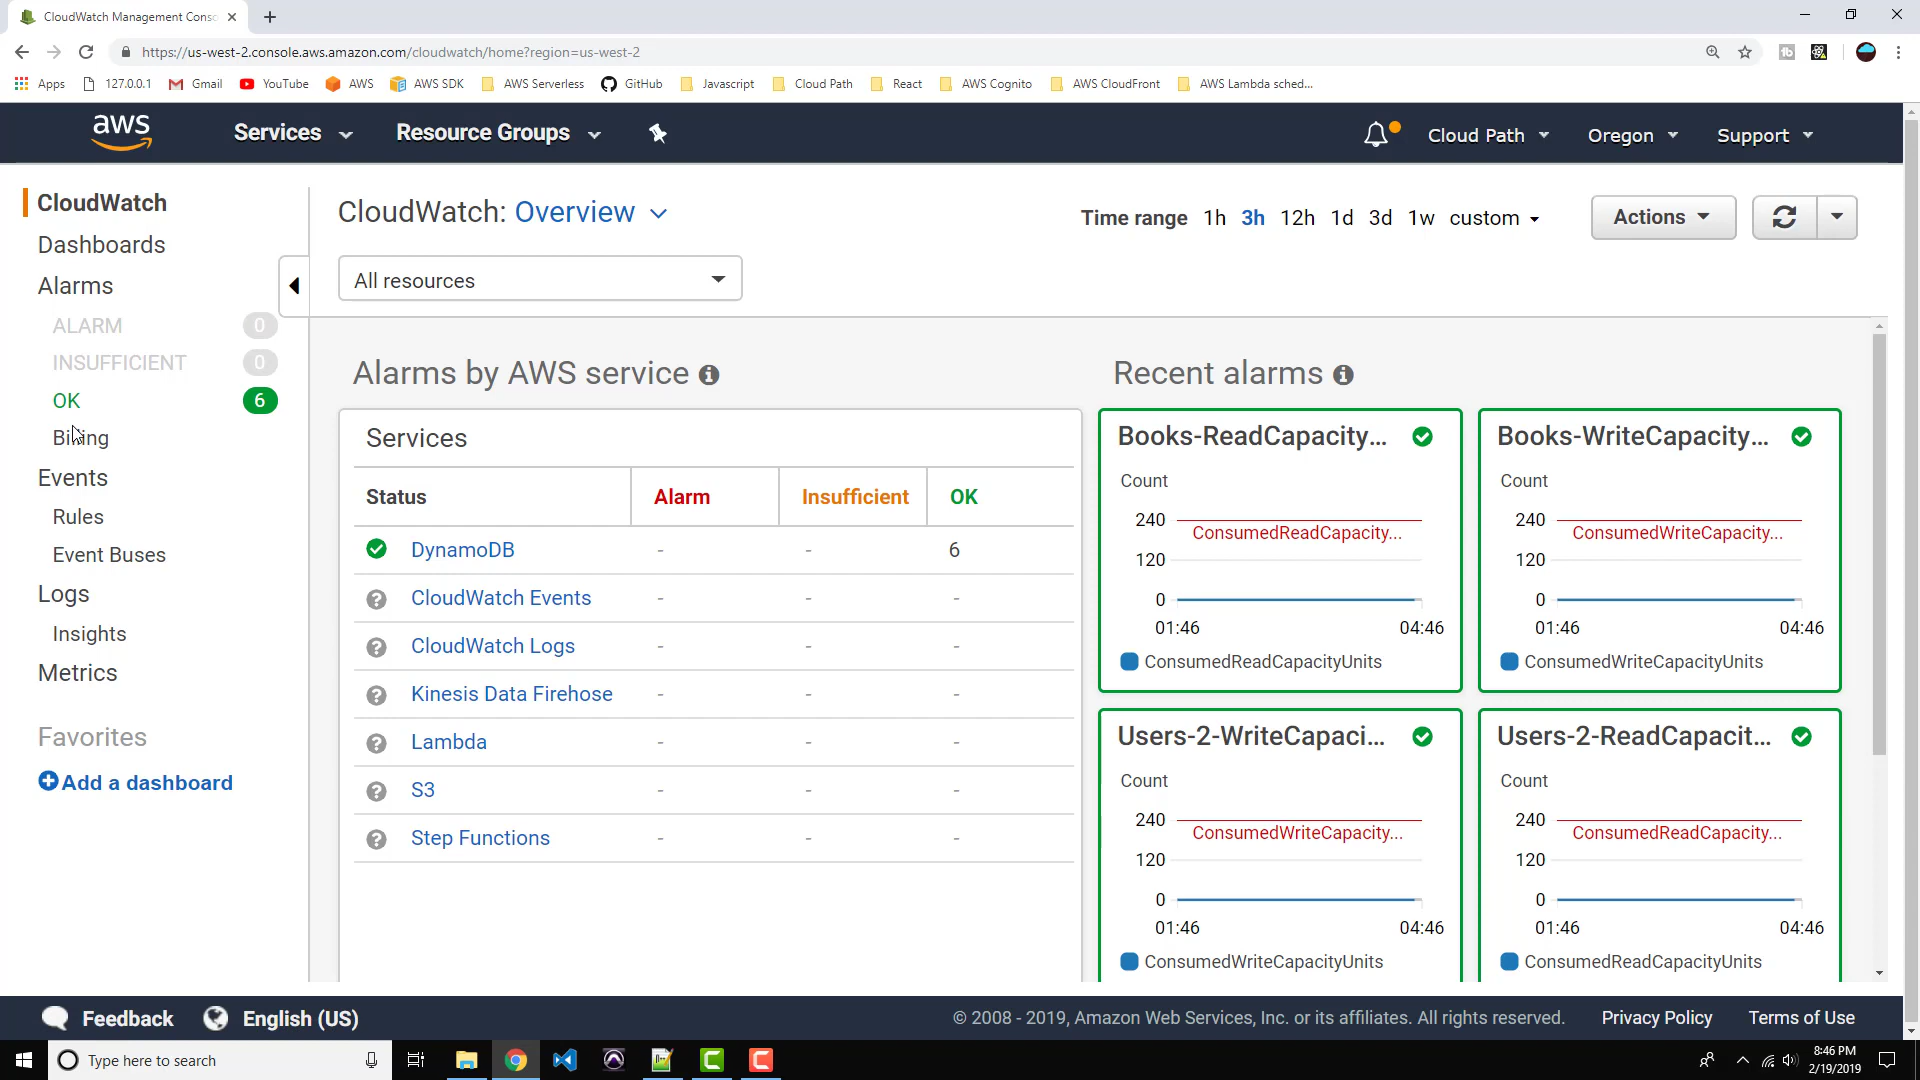 CloudWatch Management Conso
https://us-west-2.console.aws.amazon.com/cloudwatch/home?region=us-west-2
Apps 127.0.0.1 Gmail YouTube AWS AWS SDK AWS Serverless GitHub Javascript Cloud Path React AWS Cognito AWS CloudFront AWS Lambda sched...
aws Services Resource Groups Cloud Path Oregon Support
CloudWatch
Dashboards
Alarms
ALARM 0
INSUFFICIENT 0
OK 6
Billing
Events
Rules
Event Buses
Logs
Insights
Metrics
Favorites
Add a dashboard
CloudWatch: Overview
Time range 1h 3h 12h 1d 3d 1w custom
Actions
All resources
Alarms by AWS service
Services
Status Alarm Insufficient OK
DynamoDB - - 6
CloudWatch Events - - -
CloudWatch Logs - - -
Kinesis Data Firehose - - -
Lambda - - -
S3 - - -
Step Functions - - -
Recent alarms
Books-ReadCapacity...
Count
240
ConsumedReadCapacity...
120
0
01:46 04:46
ConsumedReadCapacityUnits
Books-WriteCapacity...
Count
240
ConsumedWriteCapacity...
120
0
01:46 04:46
ConsumedWriteCapacityUnits
Users-2-WriteCapaci...
Count
240
ConsumedWriteCapacity...
120
0
01:46 04:46
ConsumedWriteCapacityUnits
Users-2-ReadCapacit...
Count
240
ConsumedReadCapacity...
120
0
01:46 04:46
ConsumedReadCapacityUnits
Feedback English (US) © 2008 - 2019, Amazon Web Services, Inc. or its affiliates. All rights reserved. Privacy Policy Terms of Use
Type here to search
8:46 PM
2/19/2019